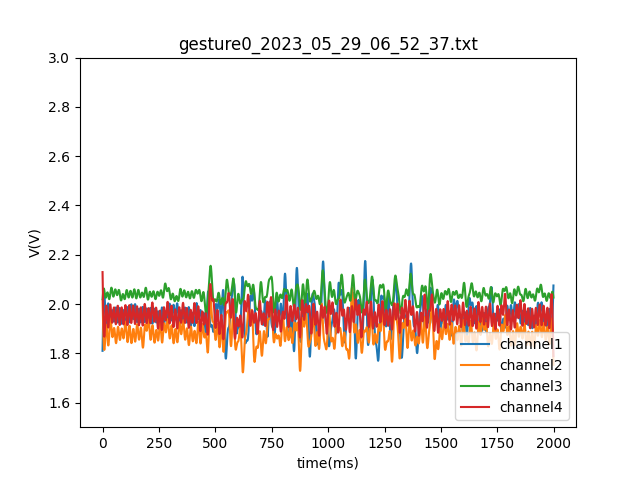 gesture0_2023_05_29_06_52_37.txt
3.0
2.8
2.6
2.4
2.2
2.0
1.8
1.6
V(V)
channel1
channel2
channel3
channel4
0 250 500 750 1000 1250 1500 1750 2000
time(ms)